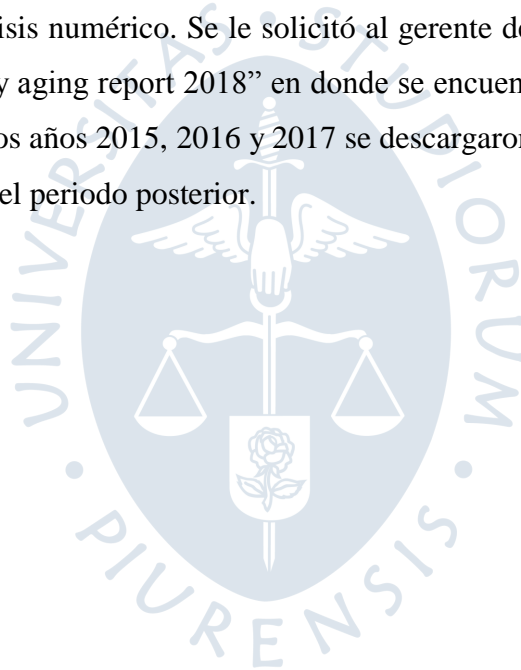 isis numérico. Se le solicitó al gerente de
y aging report 2018” en donde se encuen
os años 2015, 2016 y 2017 se descargaron
el periodo posterior.
UNIVERSITAS STUDIORUM
PIURENSIS